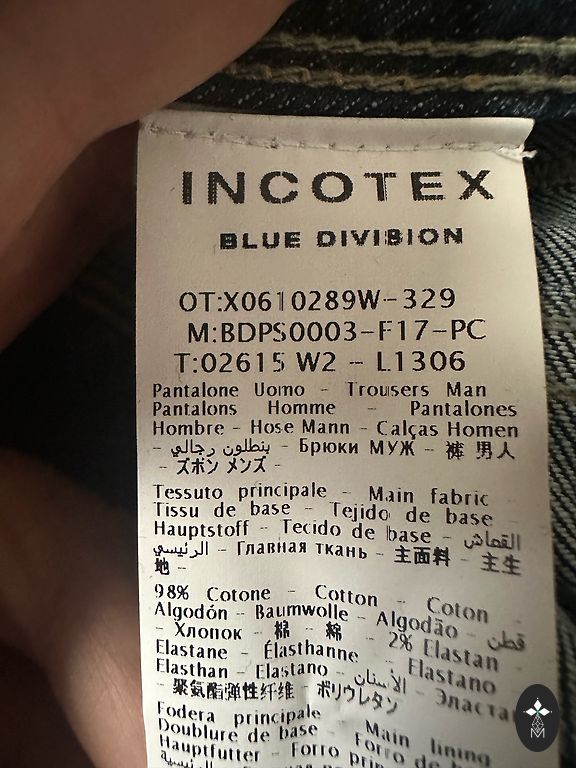 INCOTEX
BLUE DIVISION
OT:X0610289W-329
M:BDPS0003-F17-PC
T:02615 W2 - L1306
Pantalone Uomo - Trousers Man -
Pantalons Homme - Pantalones
Hombre - Hose Mann - Calças Homen
- بنطلون رجالي - Брюки МУЖ - 裤 男人
- ズボン メンズ -
Tessuto principale - Main fabric -
Tissu de base - Tejido de base -
Hauptstoff - Tecido de base - القماش
الرئيسي - Главная ткань - 主面料 - 主生
地 -
98% Cotone - Cotton - Coton -
Algodón - Baumwolle - Algodão - قطن
- Хлопок - 棉 - 綿 - 2% Elastan -
Elastane - Élasthanne - Elastano -
Elasthan - Elastano - الأستان -
- 聚氨酯弹性纤维 - ポリウレタン
Fodera principale - Main lining
Doublure de base - Forro de
Hauptfutter - Forro
الرئيسية